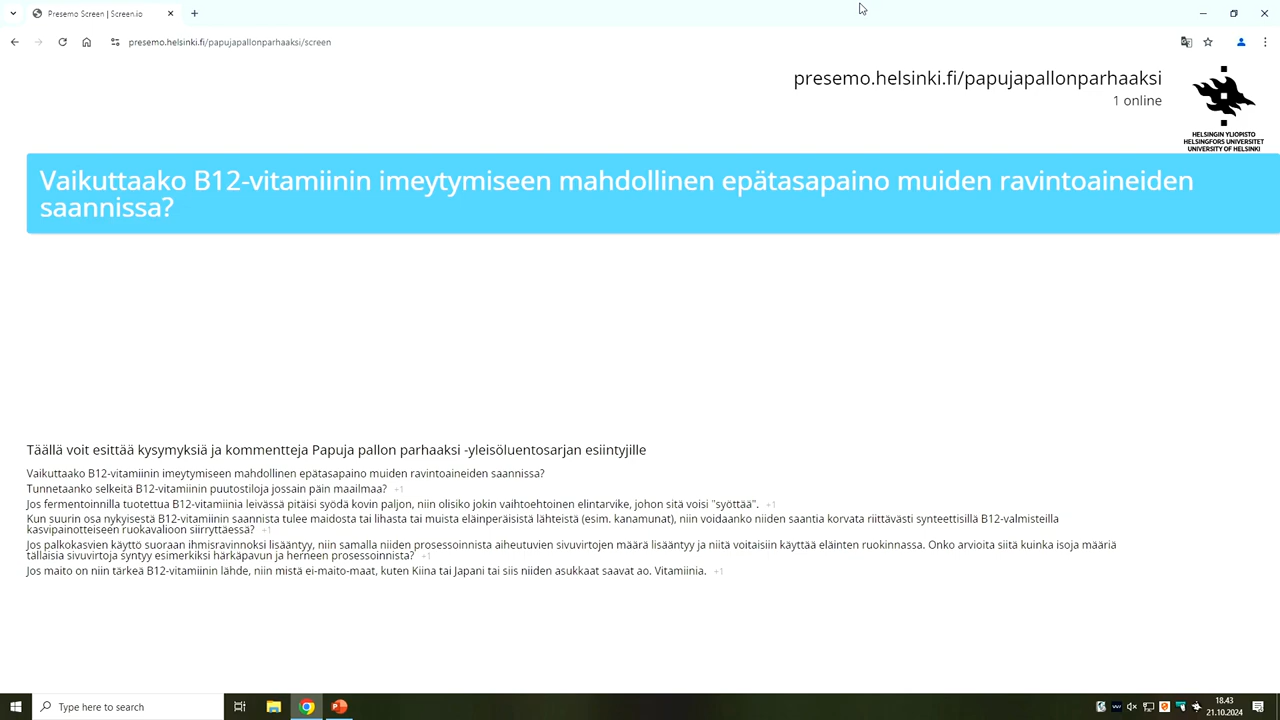 Presemo Screen | Screen.io
presemo.helsinki.fi/papujapallonparhaaksi/screen
presemo.helsinki.fi/papujapallonparhaaksi
1 online
HELSINGIN YLIOPISTO
HELSINGFORS UNIVERSITET
UNIVERSITY OF HELSINKI
Vaikuttaako B12-vitamiinin imeytymiseen mahdollinen epätasapaino muiden ravintoaineiden
saannissa?
Täällä voit esittää kysymyksiä ja kommentteja Papuja pallon parhaaksi -yleisöluentosarjan esiintyjille
Vaikuttaako B12-vitamiinin imeytymiseen mahdollinen epätasapaino muiden ravintoaineiden saannissa?
Tunnetaanko selkeitä B12-vitamiinin puutostiloja jossain päin maailmaa? +1
Jos fermentoinnilla tuotettua B12-vitamiinia leivässä pitäisi syödä kovin paljon, niin olisiko jokin vaihtoehtoinen elintarvike, johon sitä voisi "syöttää". +1
Kun suurin osa nykyisestä B12-vitamiinin saannista tulee maidosta tai lihasta tai muista eläinperäisistä lähteistä (esim. kanamunat), niin voidaanko niiden saantia korvata riittävästi synteettisillä B12-valmisteilla
kasvipainotteiseen ruokavalioon siirryttäessä? +1
Jos palkokasvien käyttö suoraan ihmisravinnoksi lisääntyy, niin samalla niiden prosessoinnista aiheutuvien sivuvirtojen määrä lisääntyy ja niitä voitaisiin käyttää eläinten ruokinnassa. Onko arvioita siitä kuinka isoja määriä
tällaisia sivuvirtoja syntyy esimerkiksi härkäpavun ja herneen prosessoinnista? +1
Jos maito on niin tärkeä B12-vitamiinin lähde, niin mistä ei-maito-maat, kuten Kiina tai Japani tai siis niiden asukkaat saavat ao. Vitamiinia. +1
Type here to search
18.43
21.10.2024